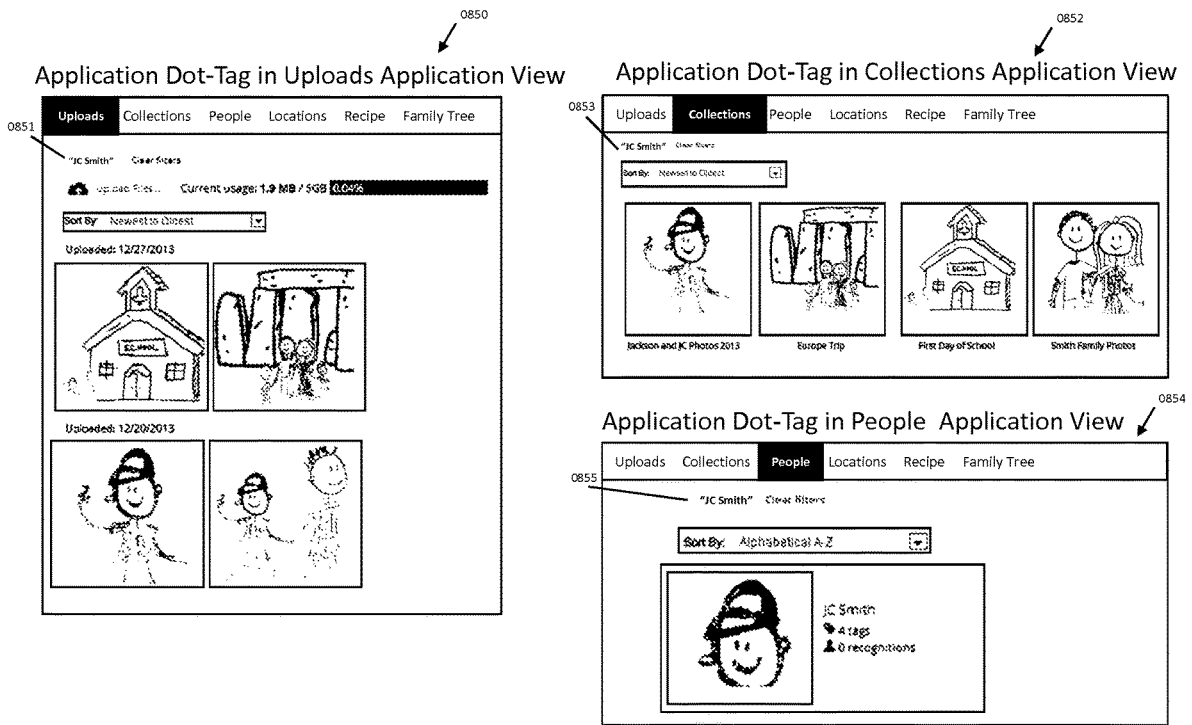 0850
Application Dot-Tag in Uploads Application View
Uploads Collections People Locations Recipe Family Tree
0851
"JC Smith" Clear filters
Upload Files... Current usage: 1.9 MB / 5GB 0.04%
Sort By: Newest to Oldest
Uploaded: 12/27/2013
SCHOOL
Uploaded: 12/20/2013
0852
Application Dot-Tag in Collections Application View
0853
Uploads Collections People Locations Recipe Family Tree
"JC Smith" Clear filters
Sort By: Newest to Oldest
SCHOOL
Jackson and JC Photos 2013 Europe Trip First Day of School Smith Family Photos
0854
Application Dot-Tag in People Application View
Uploads Collections People Locations Recipe Family Tree
0855
"JC Smith" Clear filters
Sort By: Alphabetical A-Z
JC Smith
4 tags
0 recognitions